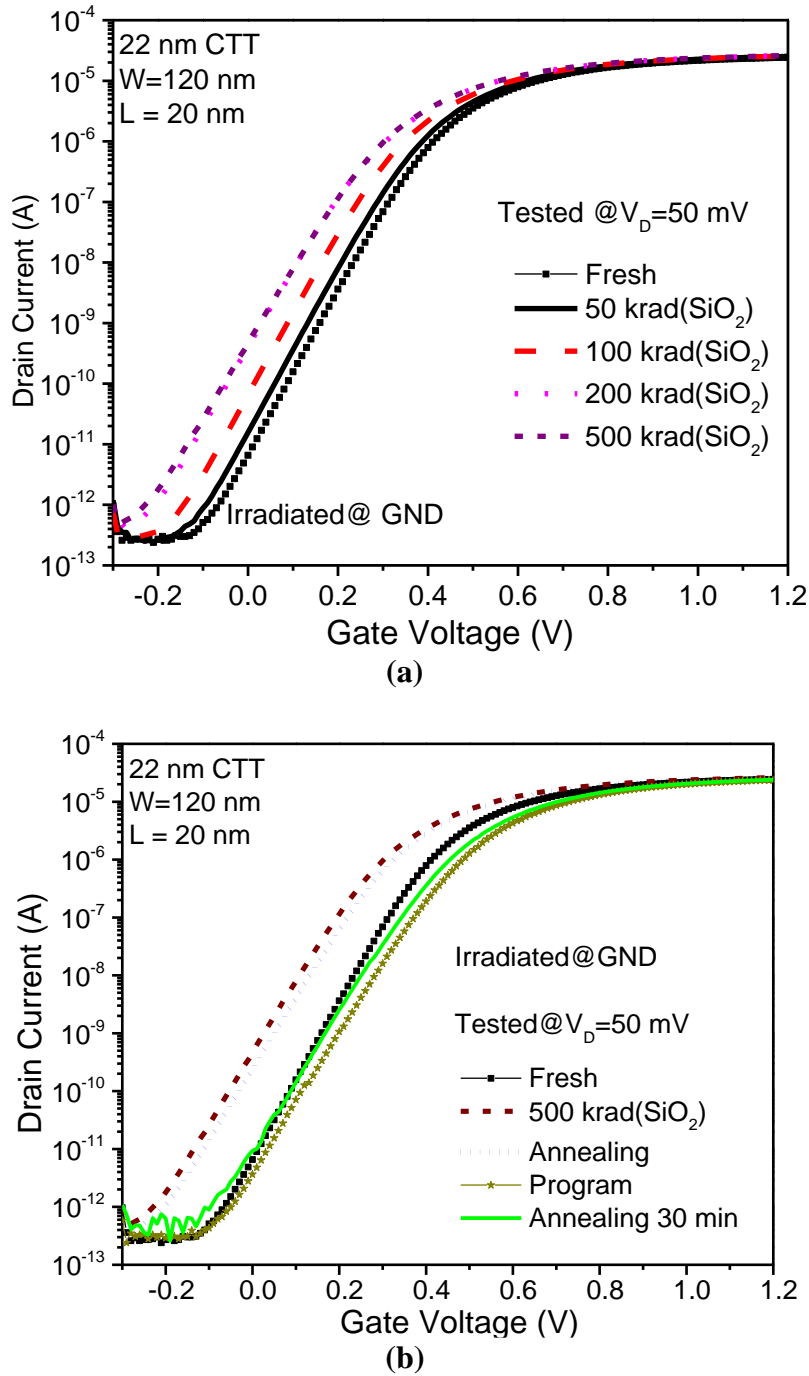 10^-4
10^-5
10^-6
10^-7
10^-8
10^-9
10^-10
10^-11
10^-12
10^-13
Drain Current (A)
22 nm CTT
W=120 nm
L = 20 nm
Tested @V_D=50 mV
Fresh
50 krad(SiO_2)
100 krad(SiO_2)
200 krad(SiO_2)
500 krad(SiO_2)
Irradiated@ GND
-0.2 0.0 0.2 0.4 0.6 0.8 1.0 1.2
Gate Voltage (V)
(a)
10^-4
10^-5
10^-6
10^-7
10^-8
10^-9
10^-10
10^-11
10^-12
10^-13
Drain Current (A)
22 nm CTT
W=120 nm
L = 20 nm
Irradiated@GND
Tested@V_D=50 mV
Fresh
500 krad(SiO_2)
Annealing
Program
Annealing 30 min
-0.2 0.0 0.2 0.4 0.6 0.8 1.0 1.2
Gate Voltage (V)
(b)